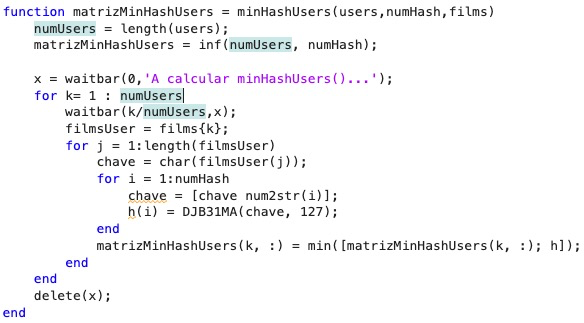 function matrizMinHashUsers = minHashUsers(users,numHash,films)
    numUsers = length(users);
    matrizMinHashUsers = inf(numUsers, numHash);

    x = waitbar(0,'A calcular minHashUsers()...');
    for k= 1 : numUsers
        waitbar(k/numUsers,x);
        filmsUser = films{k};
        for j = 1:length(filmsUser)
            chave = char(filmsUser(j));
            for i = 1:numHash
                chave = [chave num2str(i)];
                h(i) = DJB31MA(chave, 127);
            end
            matrizMinHashUsers(k, :) = min([matrizMinHashUsers(k, :); h]);
        end
    end
    delete(x);
end